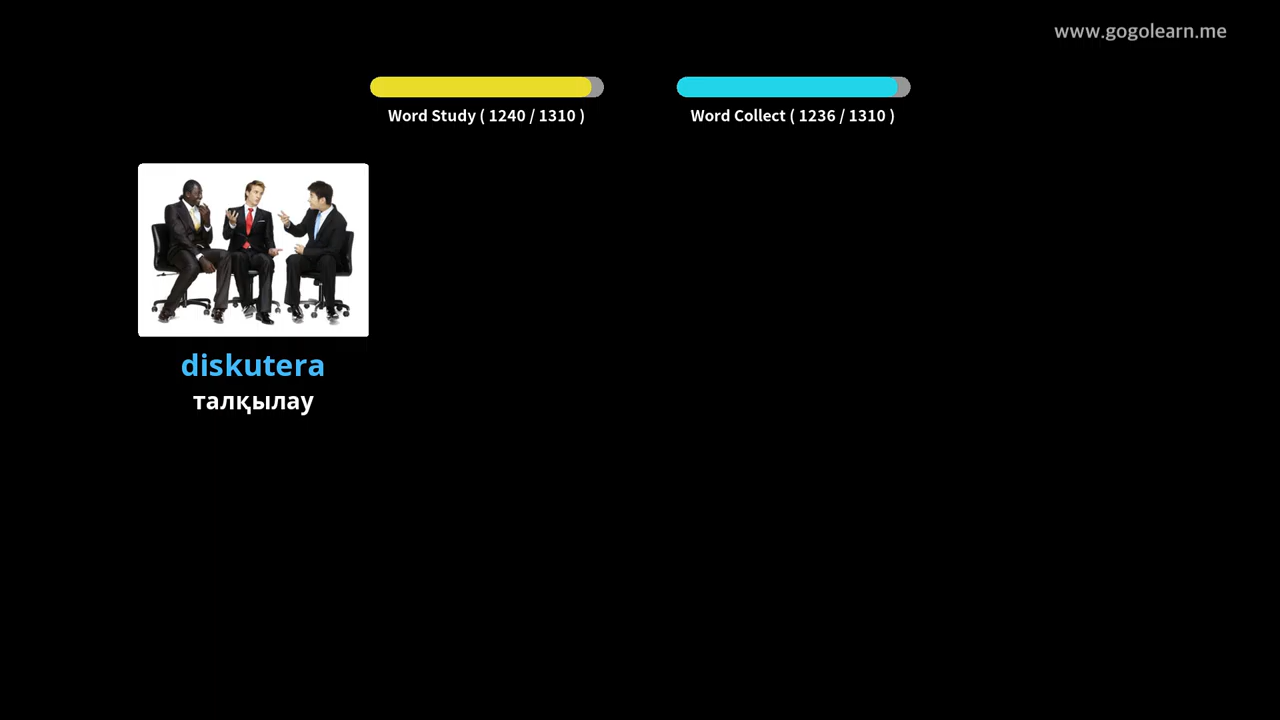 www.gogolearn.me
Word Study ( 1240 / 1310 )
Word Collect ( 1236 / 1310 )
diskutera
талқылау